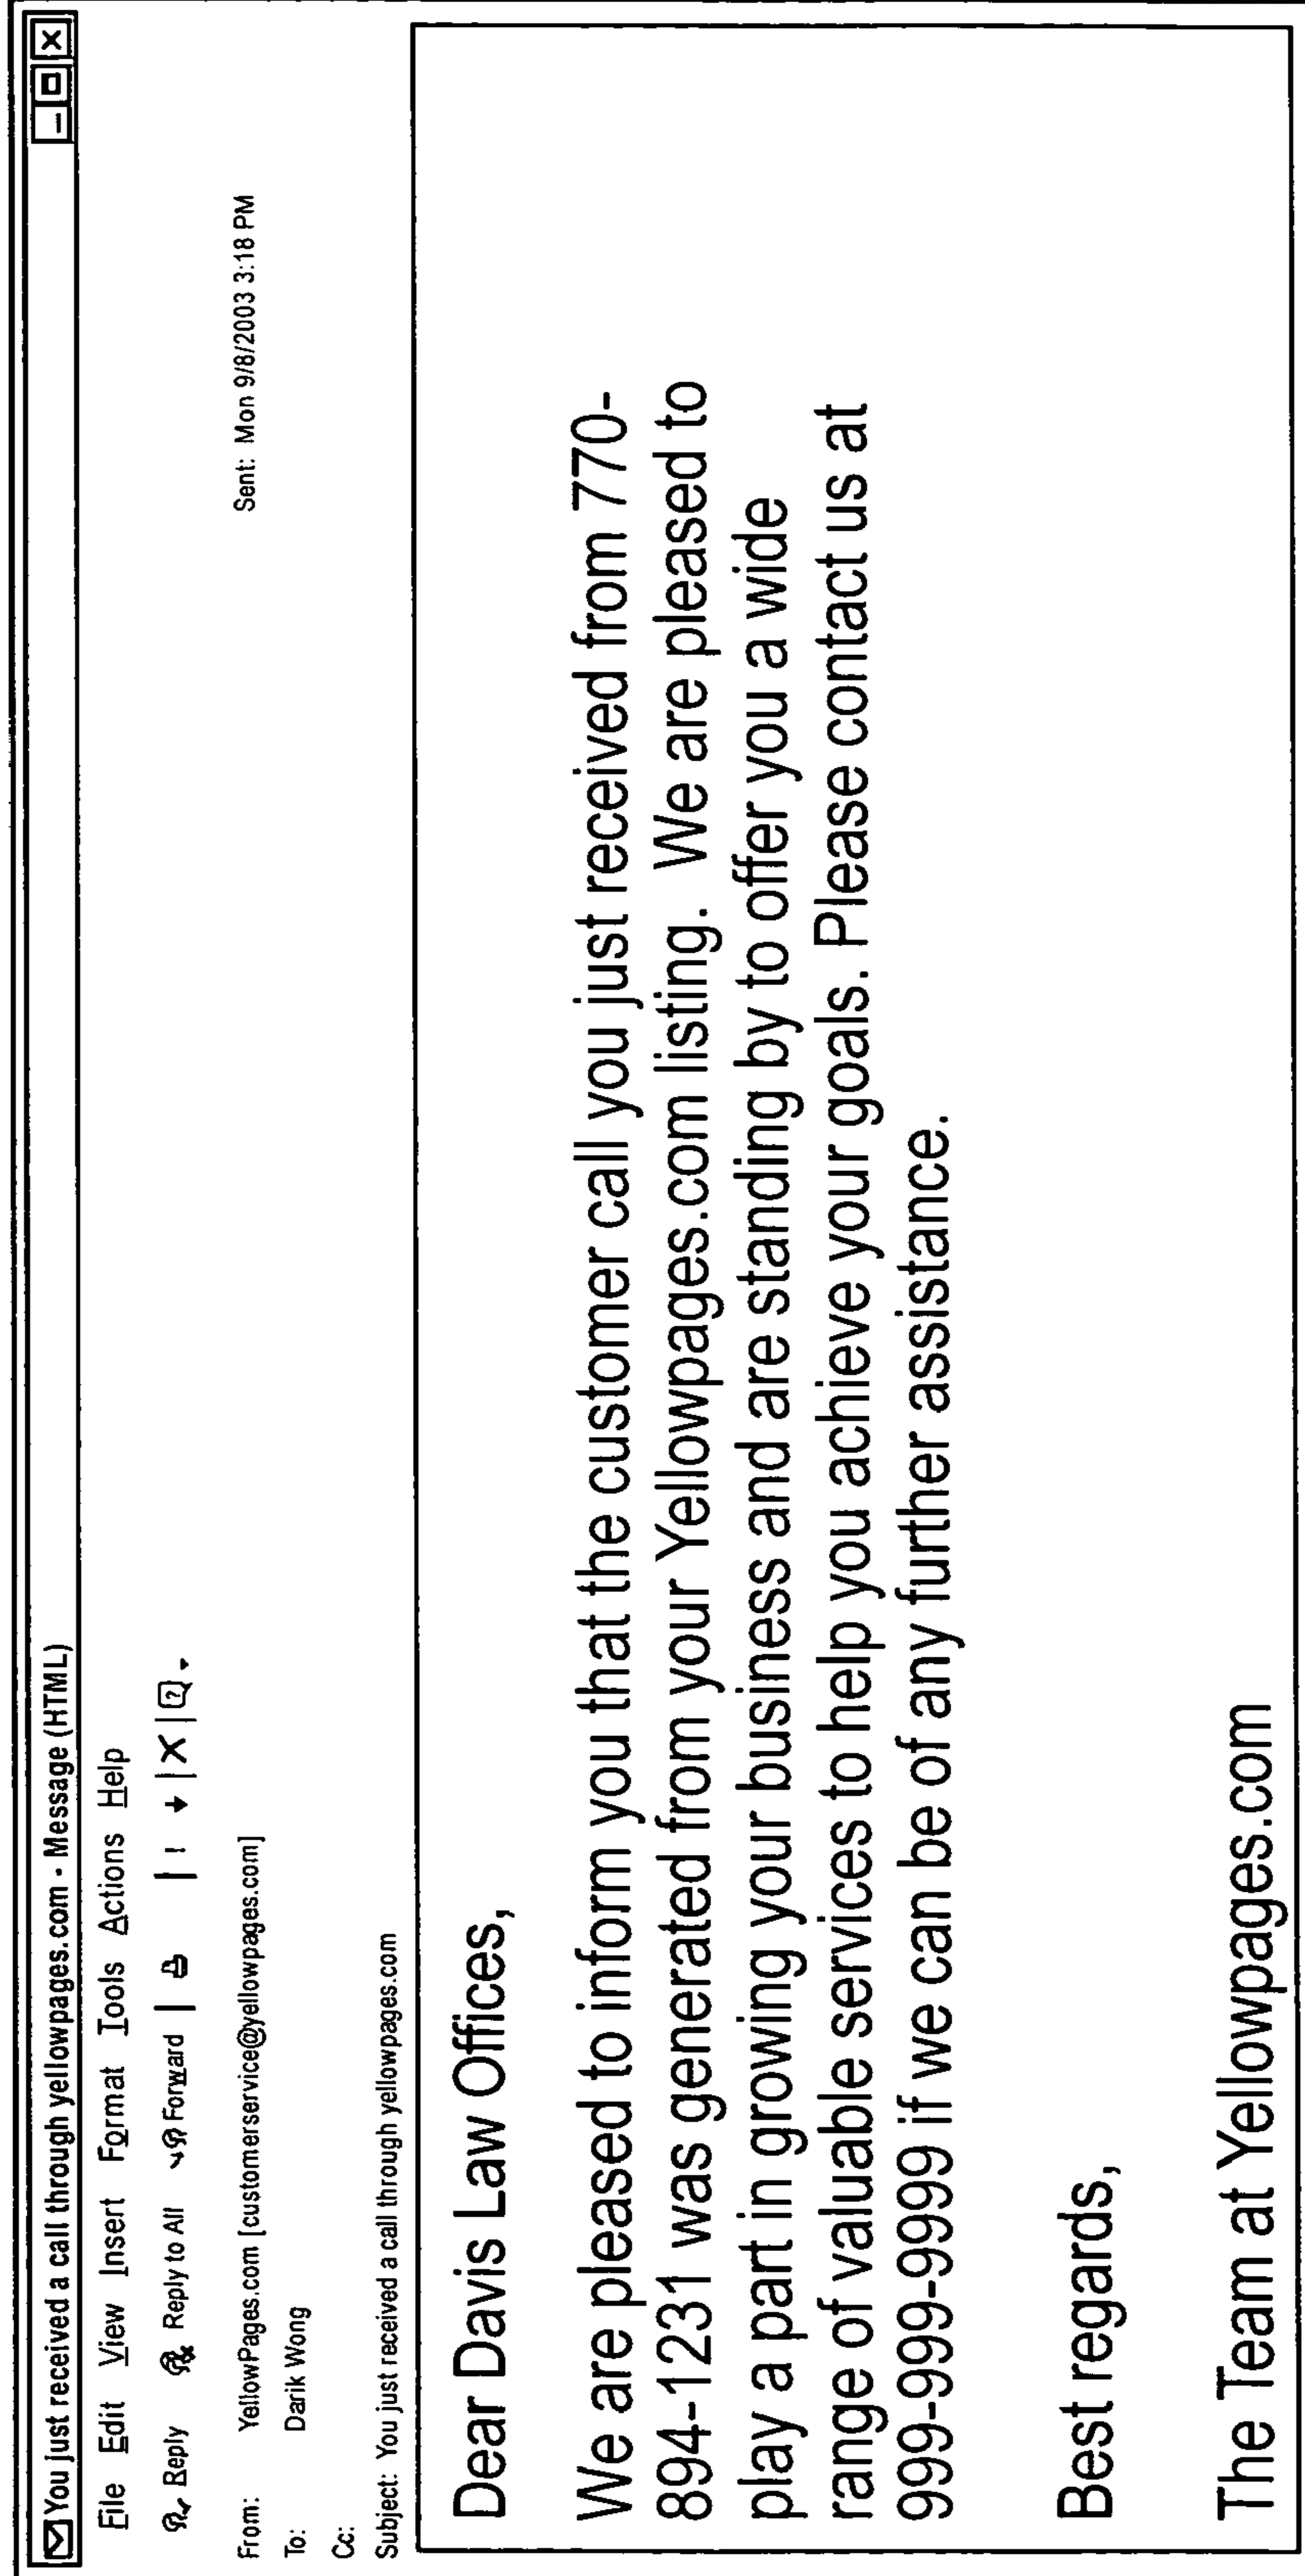 You just received a call through yellowpages.com - Message (HTML)
File Edit View Insert Format Tools Actions Help
Reply Reply to All Forward
From: YellowPages.com [customerservice@yellowpages.com] Sent: Mon 9/8/2003 3:18 PM
To: Darik Wong
Cc:
Subject: You just received a call through yellowpages.com
Dear Davis Law Offices,
We are pleased to inform you that the customer call you just received from 770-
894-1231 was generated from your Yellowpages.com listing. We are pleased to
play a part in growing your business and are standing by to offer you a wide
range of valuable services to help you achieve your goals. Please contact us at
999-999-9999 if we can be of any further assistance.
Best regards,
The Team at Yellowpages.com